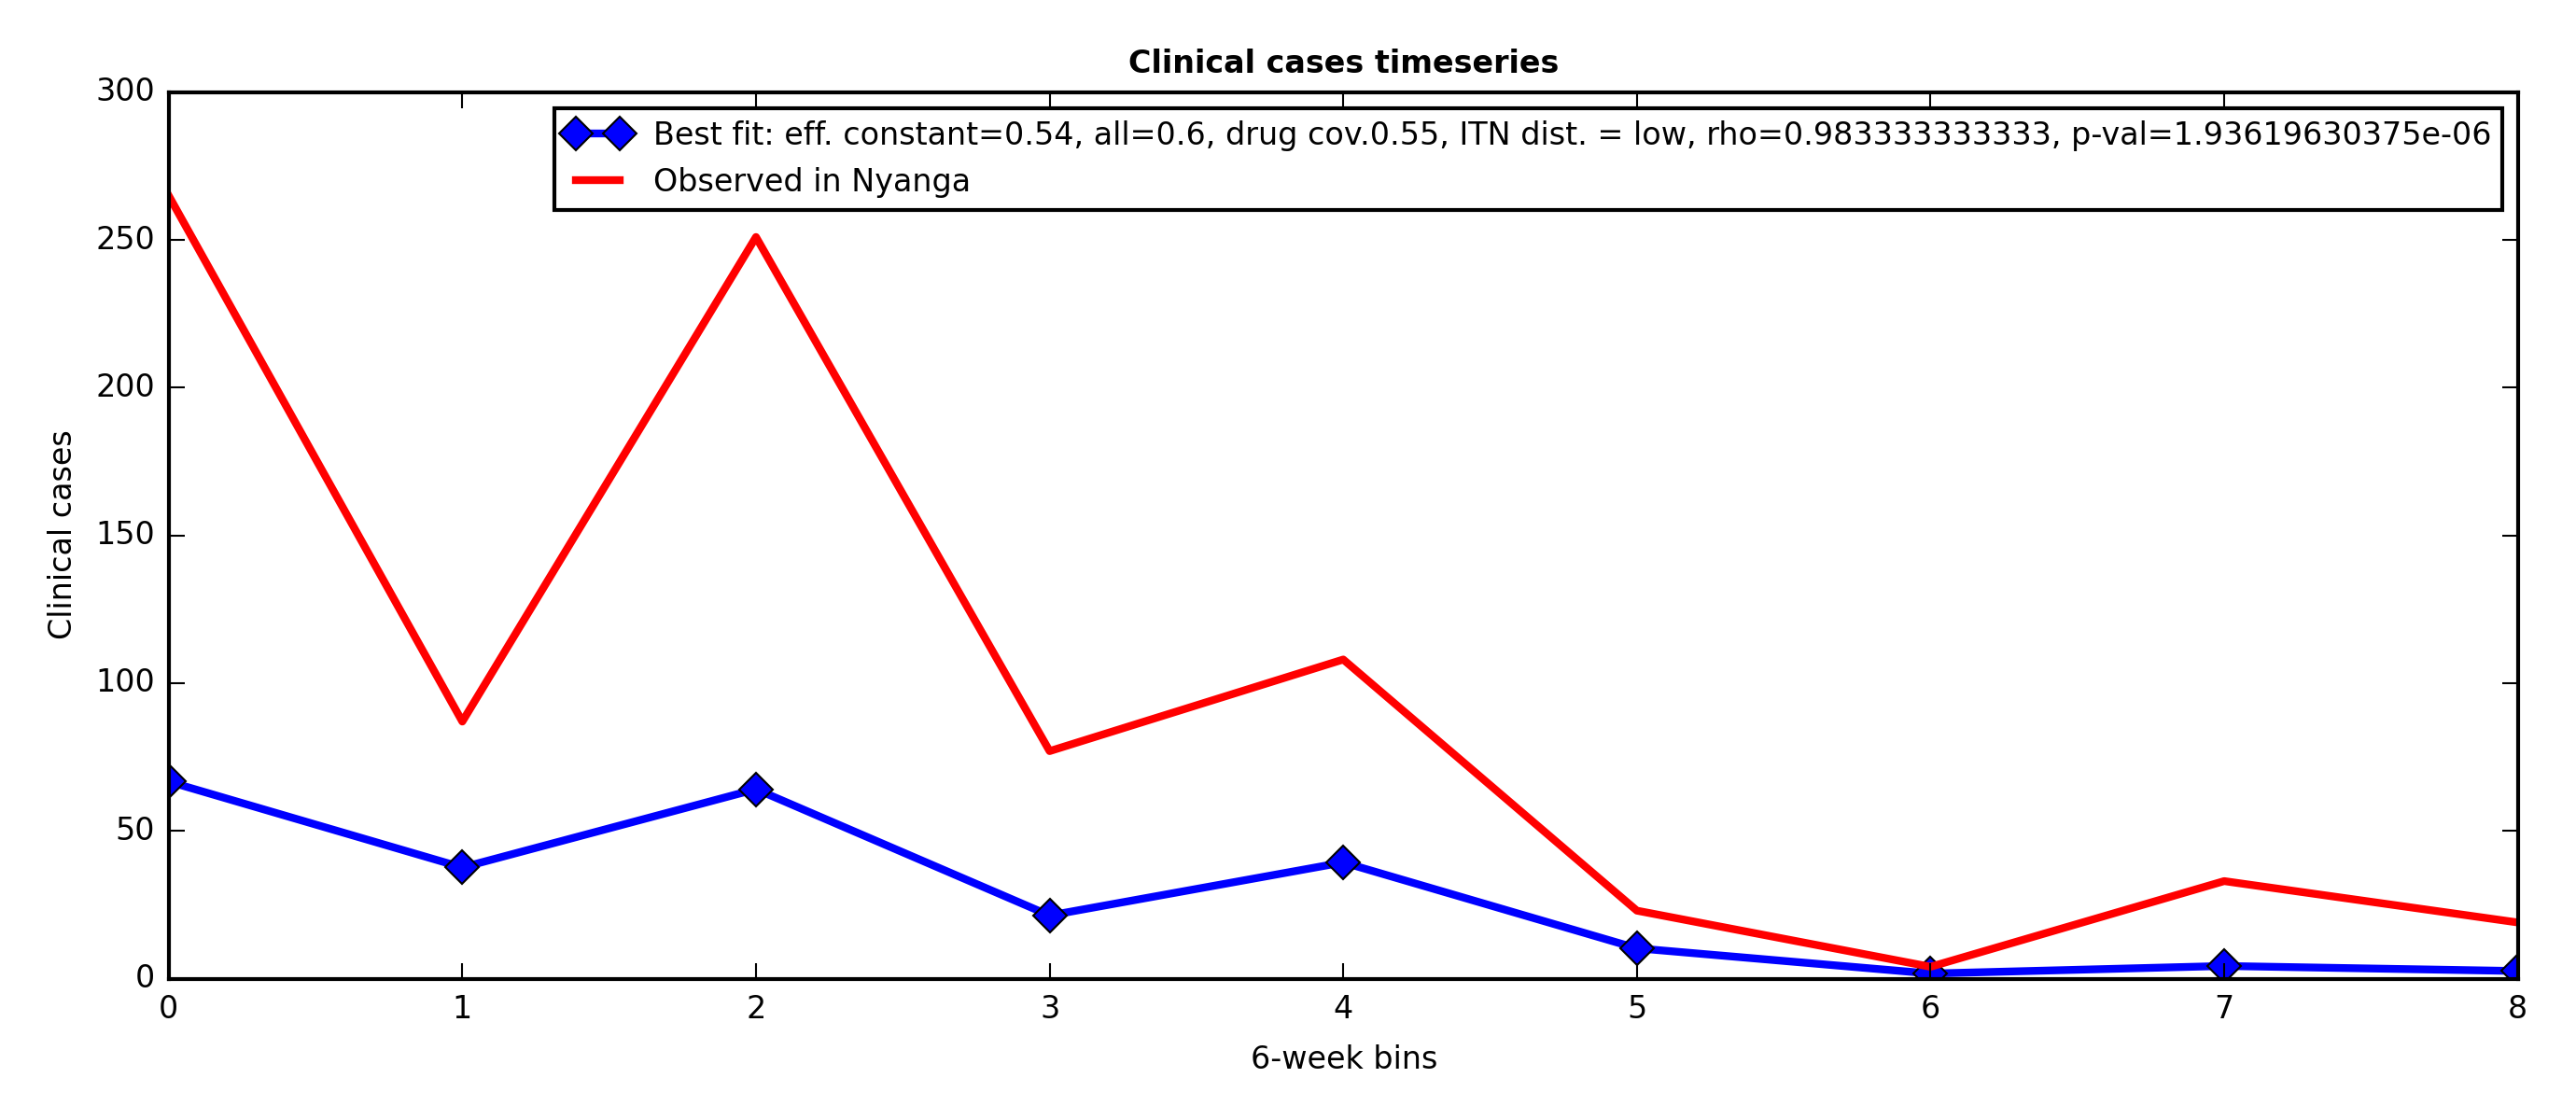 Clinical cases timeseries
300
250
200
150
100
50
0
Clinical cases
Best fit: eff. constant=0.54, all=0.6, drug cov.0.55, ITN dist. = low, rho=0.983333333333, p-val=1.93619630375e-06
Observed in Nyanga
0 1 2 3 4 5 6 7 8
6-week bins